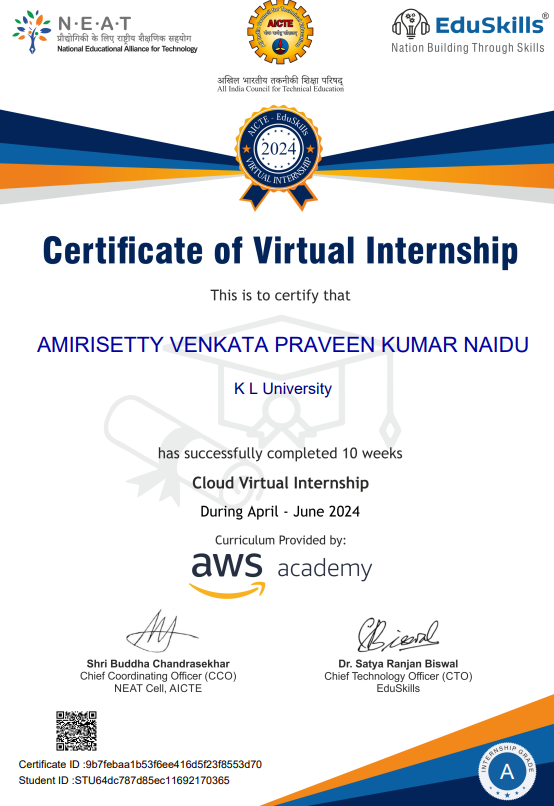 N·E·A·T
प्रौद्योगिकी के लिए राष्ट्रीय शैक्षणिक सहयोग
National Educational Alliance for Technology
AICTE
EduSkills®
Nation Building Through Skills
अखिल भारतीय तकनीकी शिक्षा परिषद्
All India Council for Technical Education
AICTE - EduSkills
2024
VIRTUAL INTERNSHIP
Certificate of Virtual Internship
This is to certify that
AMIRISETTY VENKATA PRAVEEN KUMAR NAIDU
K L University
has successfully completed 10 weeks
Cloud Virtual Internship
During April - June 2024
Curriculum Provided by:
aws academy
Shri Buddha Chandrasekhar
Chief Coordinating Officer (CCO)
NEAT Cell, AICTE
Biswal
Dr. Satya Ranjan Biswal
Chief Technology Officer (CTO)
EduSkills
Certificate ID :9b7febaa1b53f6ee416d5f23f8553d70
Student ID :STU64dc787d85ec11692170365
INTERNSHIP GRADE
A